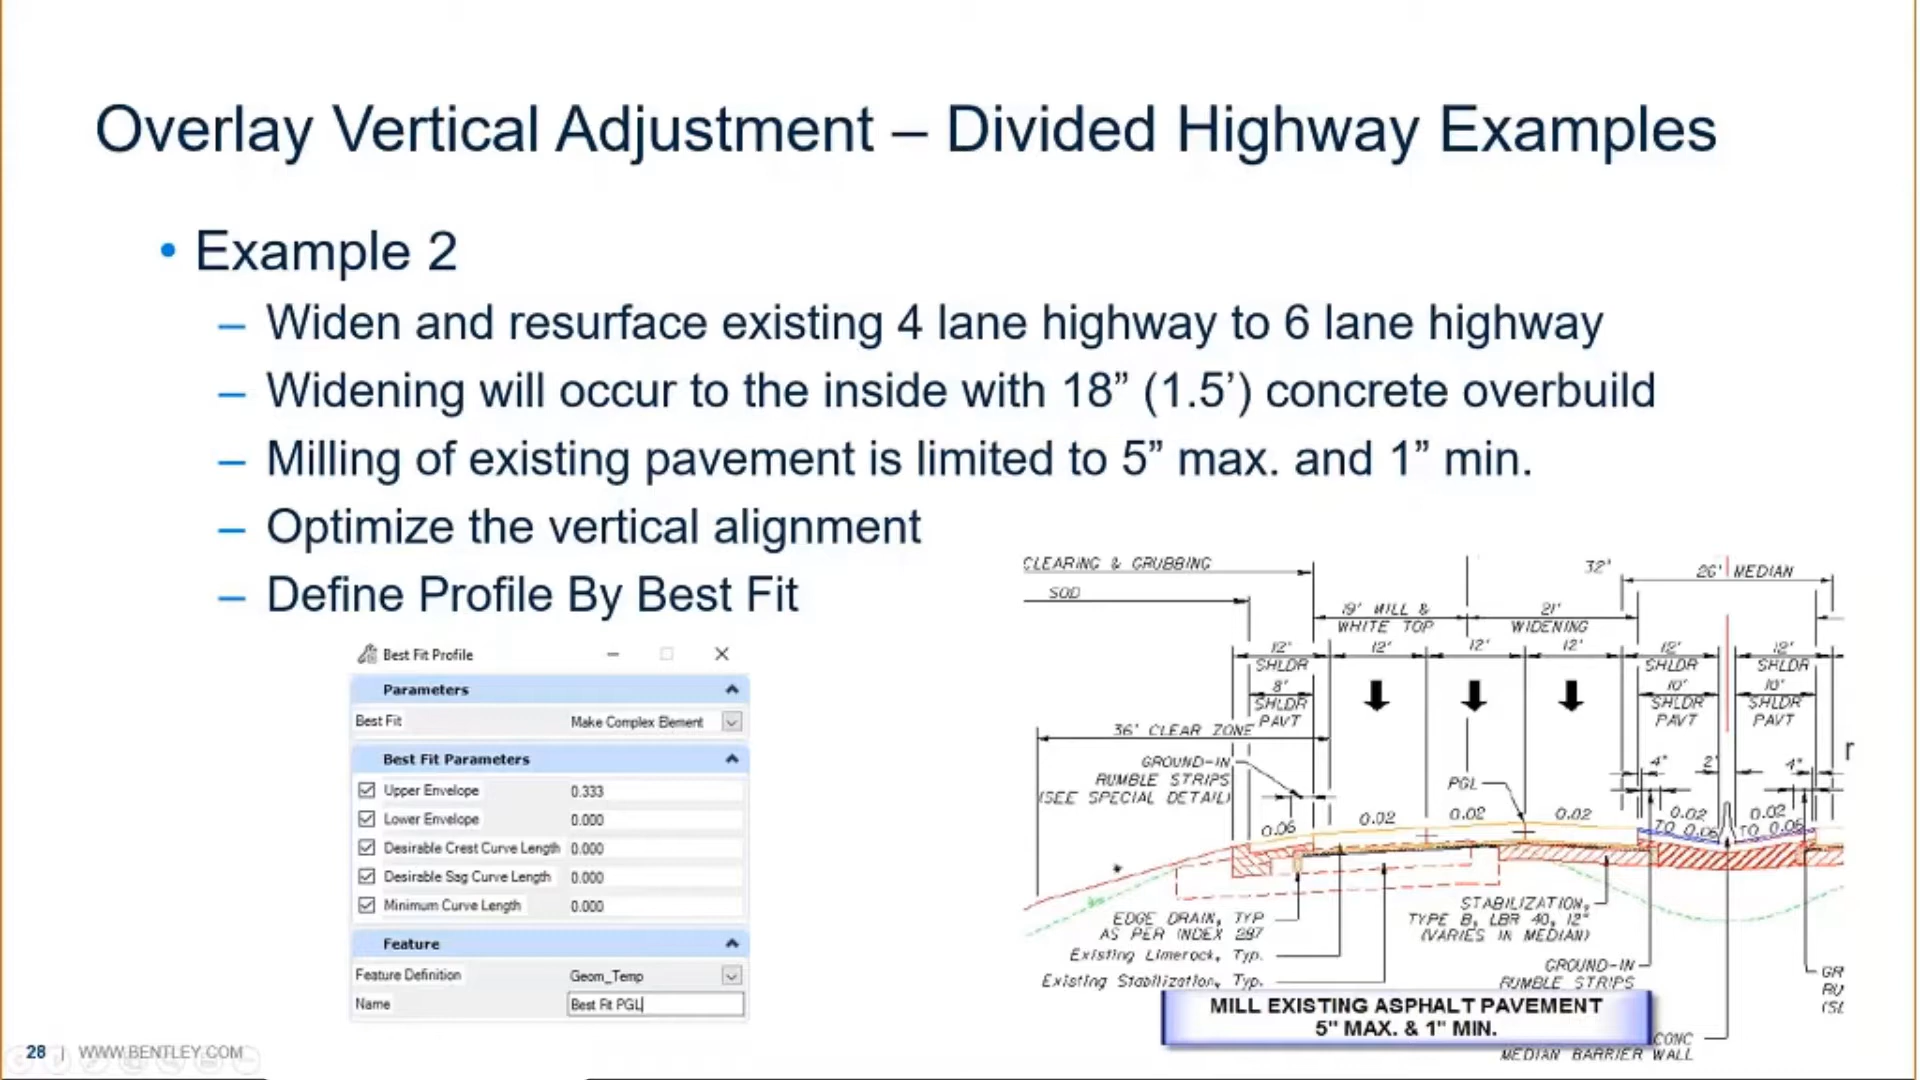 Overlay Vertical Adjustment – Divided Highway Examples
• Example 2
– Widen and resurface existing 4 lane highway to 6 lane highway
– Widening will occur to the inside with 18” (1.5’) concrete overbuild
– Milling of existing pavement is limited to 5” max. and 1” min.
– Optimize the vertical alignment
– Define Profile By Best Fit
Best Fit Profile
Parameters
Best Fit Make Complex Element
Best Fit Parameters
Upper Envelope 0.333
Lower Envelope 0.000
Desirable Crest Curve Length 0.000
Desirable Sag Curve Length 0.000
Minimum Curve Length 0.000
Feature
Feature Definition Geom_Temp
Name Best Fit PGL
CLEARING & GRUBBING
SOD
32'
26' MEDIAN
19' MILL &
WHITE TOP
21'
WIDENING
12'
SHLDR
12'
12'
12'
12'
SHLDR
12'
SHLDR
8'
SHLDR
PAVT
10'
SHLDR
PAVT
10'
SHLDR
PAVT
36' CLEAR ZONE
GROUND-IN
RUMBLE STRIPS
(SEE SPECIAL DETAIL)
PGL
4"
2'
4"
0.06
0.02
0.02
0.02
0.02
TO 0.06
0.02
TO 0.06
EDGE DRAIN, TYP
AS PER INDEX 287
Existing Limerock, Typ.
Existing Stabilization, Typ.
STABILIZATION,
TYPE B, LBR 40, 12"
(VARIES IN MEDIAN)
GROUND-IN
RUMBLE STRIPS
GR
RU
(SE
MILL EXISTING ASPHALT PAVEMENT
5" MAX. & 1" MIN.
CONC
MEDIAN BARRIER WALL
28 | WWW.BENTLEY.COM